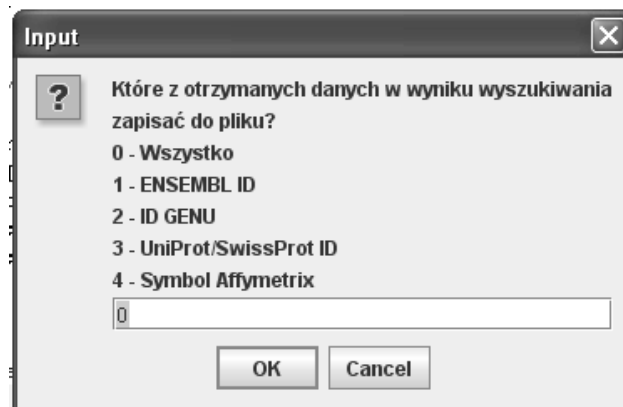 Input
Które z otrzymanych danych w wyniku wyszukiwania
zapisać do pliku?
0 - Wszystko
1 - ENSEMBL ID
2 - ID GENU
3 - UniProt/SwissProt ID
4 - Symbol Affymetrix
0
OK Cancel